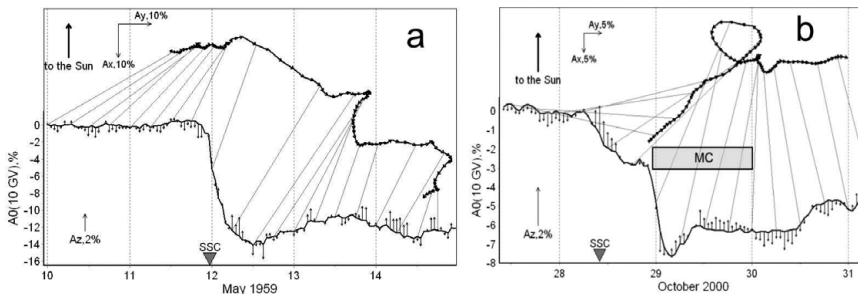 a
Ay,10%
Ax,10%
to the Sun
A0(10 GV),%
0
-2
-4
-6
-8
-10
-12
-14
-16
Az,2%
SSC
10
11
12
13
14
May 1959
b
Ay,5%
Ax,5%
to the Sun
A0(10 GV),%
0
-1
-2
-3
-4
-5
-6
-7
-8
MC
Az,2%
SSC
28
29
30
31
October 2000